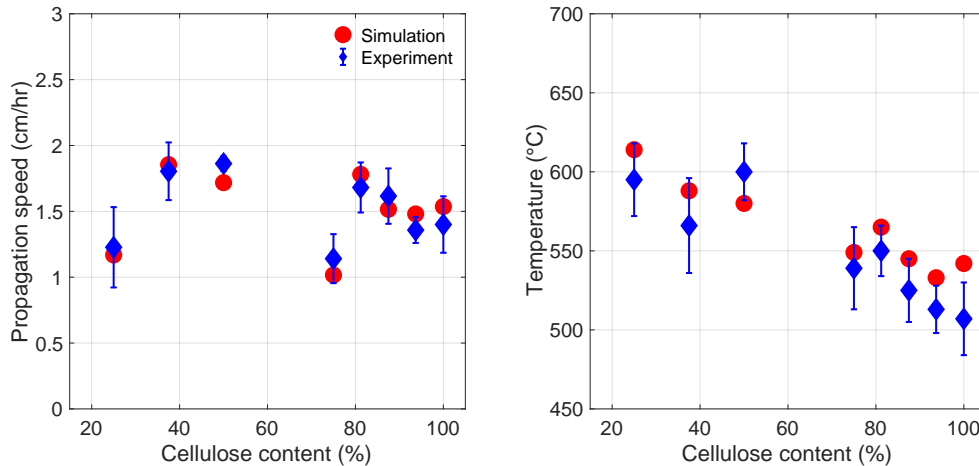 3
2.5
2
1.5
1
0.5
0
Propagation speed (cm/hr)
Simulation
Experiment
20 40 60 80 100
Cellulose content (%)
700
650
600
550
500
450
Temperature (°C)
20 40 60 80 100
Cellulose content (%)